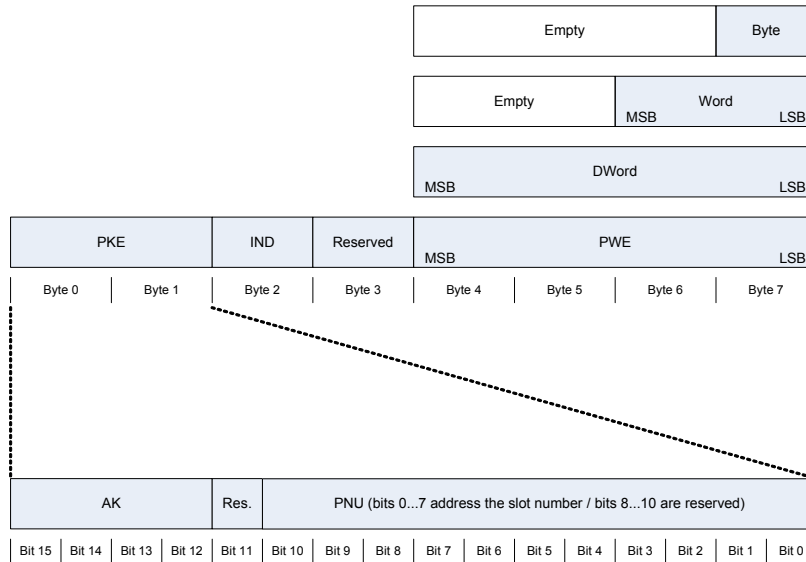 Empty Byte
Empty Word
MSB LSB
DWord
MSB LSB
PKE IND Reserved PWE
MSB LSB
Byte 0 Byte 1 Byte 2 Byte 3 Byte 4 Byte 5 Byte 6 Byte 7
AK Res. PNU (bits 0...7 address the slot number / bits 8...10 are reserved)
Bit 15 Bit 14 Bit 13 Bit 12 Bit 11 Bit 10 Bit 9 Bit 8 Bit 7 Bit 6 Bit 5 Bit 4 Bit 3 Bit 2 Bit 1 Bit 0